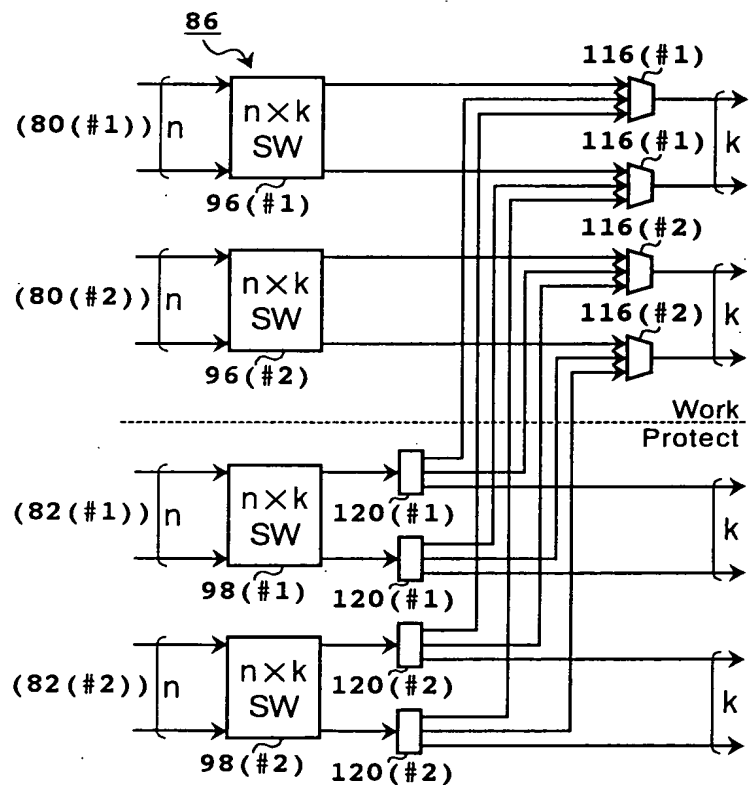 86
116(#1)
(80(#1)) n
n×k
SW
k
116(#1)
96(#1)
116(#2)
(80(#2)) n
n×k
SW
k
116(#2)
96(#2)
Work
Protect
(82(#1)) n
n×k
SW
120(#1)
k
98(#1)
120(#1)
(82(#2)) n
n×k
SW
120(#2)
k
98(#2)
120(#2)